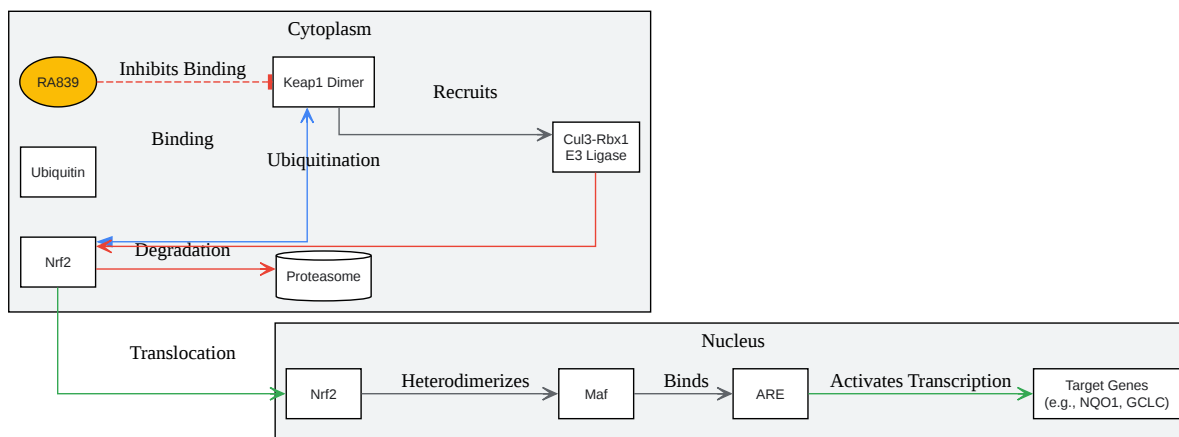 Cytoplasm
RA839
Inhibits Binding
Keap1 Dimer
Recruits
Binding
Cul3-Rbx1
E3 Ligase
Ubiquitination
Ubiquitin
Nrf2
Degradation
Proteasome
Translocation
Nucleus
Nrf2
Heterodimerizes
Maf
Binds
ARE
Activates Transcription
Target Genes
(e.g., NQO1, GCLC)